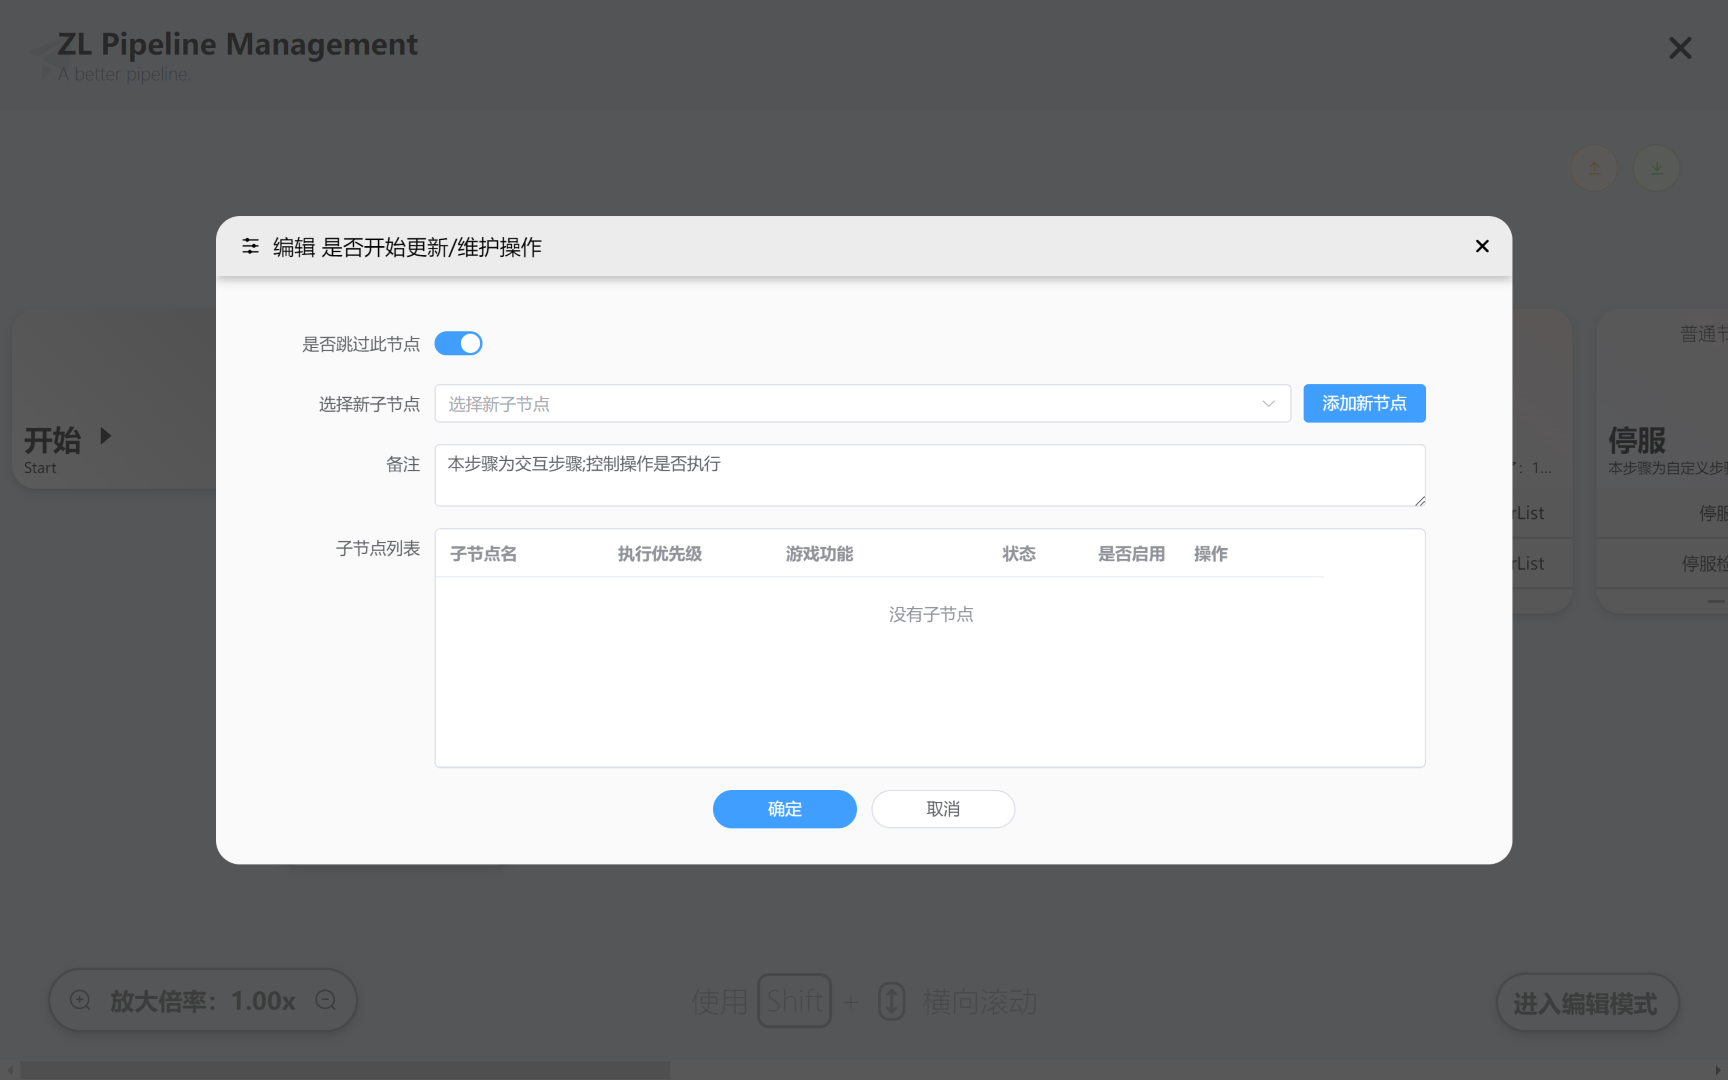 ZL Pipeline Management
A better pipeline.
编辑 是否开始更新/维护操作
是否跳过此节点
选择新子节点 选择新子节点 添加新节点
备注 本步骤为交互步骤;控制操作是否执行
子节点列表
子节点名 执行优先级 游戏功能 状态 是否启用 操作
没有子节点
确定 取消
开始
Start
1...
rList
rList
普通节
停服
本步骤为自定义步骤
停服
停服检
放大倍率：1.00x
使用 Shift + 横向滚动
进入编辑模式